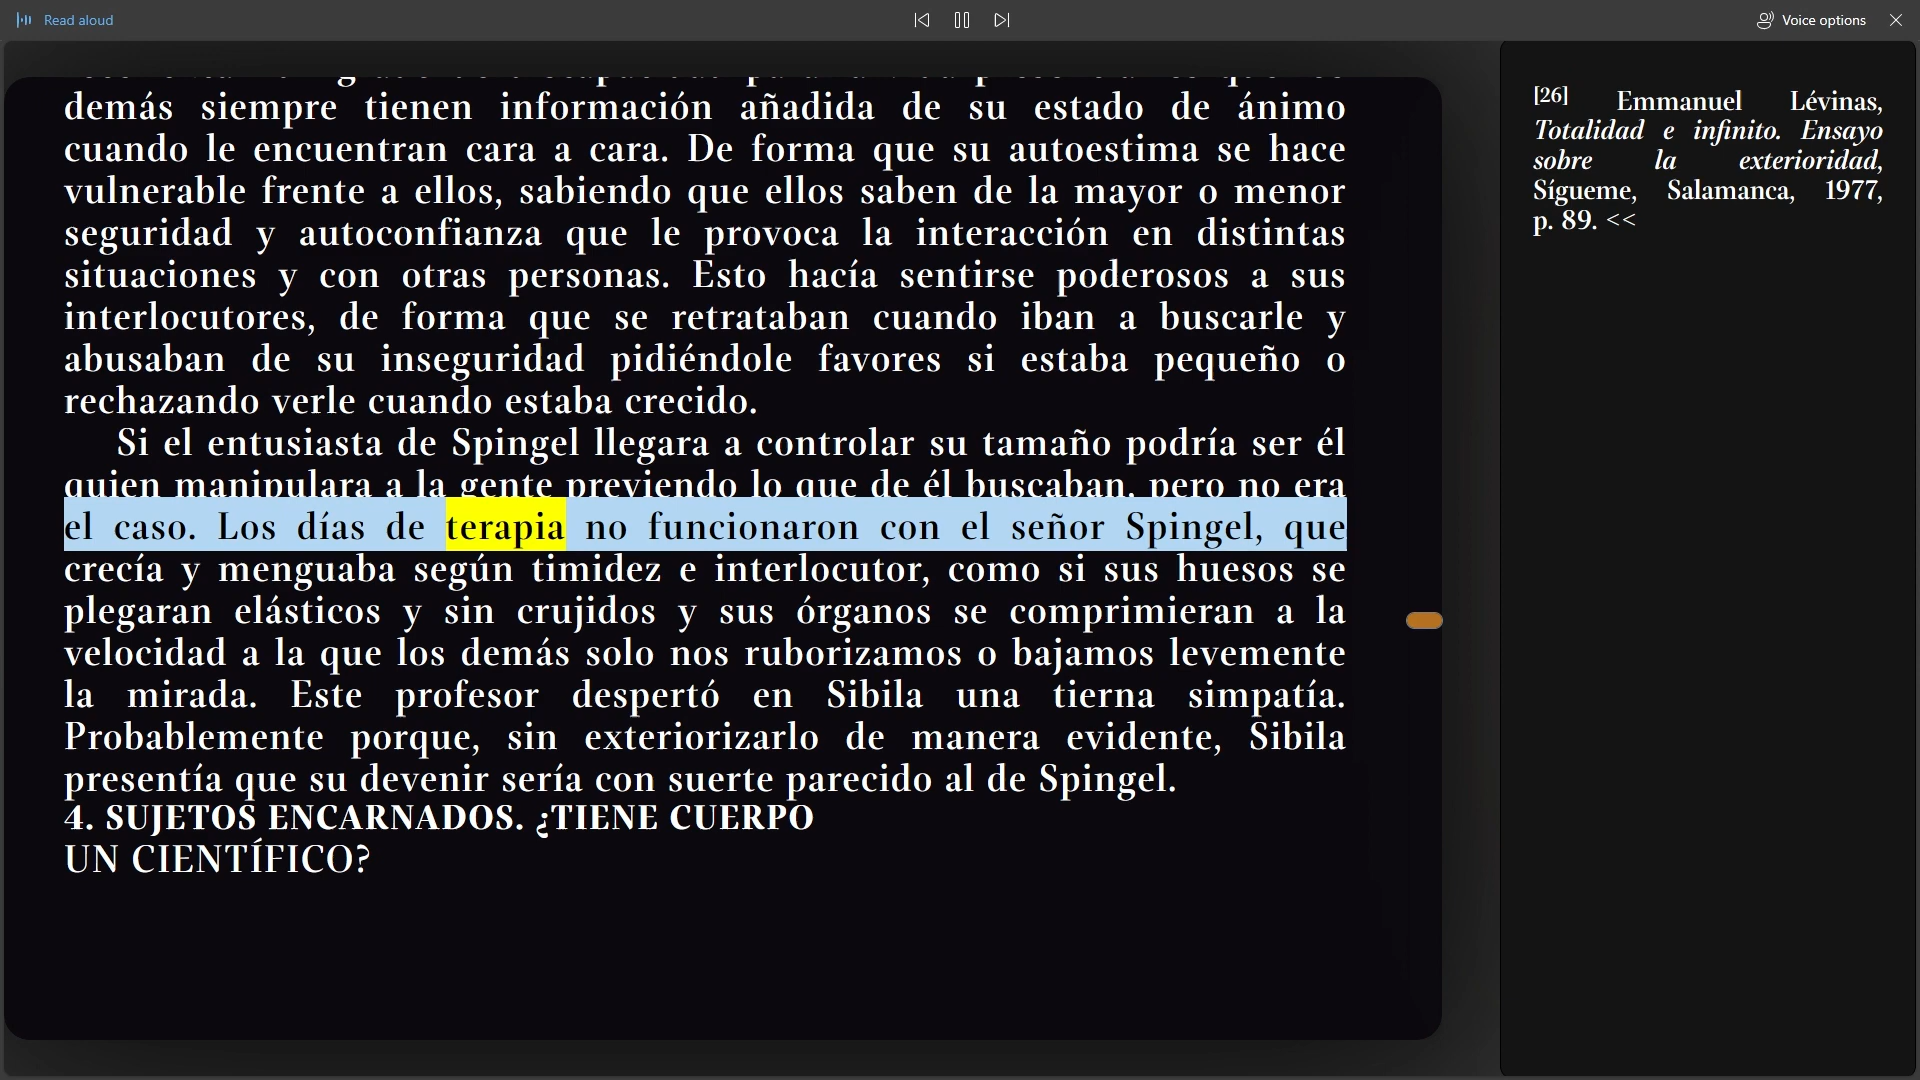 Read aloud
Voice options
demás siempre tienen información añadida de su estado de ánimo
cuando le encuentran cara a cara. De forma que su autoestima se hace
vulnerable frente a ellos, sabiendo que ellos saben de la mayor o menor
seguridad y autoconfianza que le provoca la interacción en distintas
situaciones y con otras personas. Esto hacía sentirse poderosos a sus
interlocutores, de forma que se retrataban cuando iban a buscarle y
abusaban de su inseguridad pidiéndole favores si estaba pequeño o
rechazando verle cuando estaba crecido.
Si el entusiasta de Spingel llegara a controlar su tamaño podría ser él
quien manipulara a la gente previendo lo que de él buscaban, pero no era
el caso. Los días de terapia no funcionaron con el señor Spingel, que
crecía y menguaba según timidez e interlocutor, como si sus huesos se
plegaran elásticos y sin crujidos y sus órganos se comprimieran a la
velocidad a la que los demás solo nos ruborizamos o bajamos levemente
la mirada. Este profesor despertó en Sibila una tierna simpatía.
Probablemente porque, sin exteriorizarlo de manera evidente, Sibila
presentía que su devenir sería con suerte parecido al de Spingel.
4. SUJETOS ENCARNADOS. ¿TIENE CUERPO
UN CIENTÍFICO?
[26] Emmanuel Lévinas,
Totalidad e infinito. Ensayo
sobre la exterioridad,
Sígueme, Salamanca, 1977,
p. 89. <<